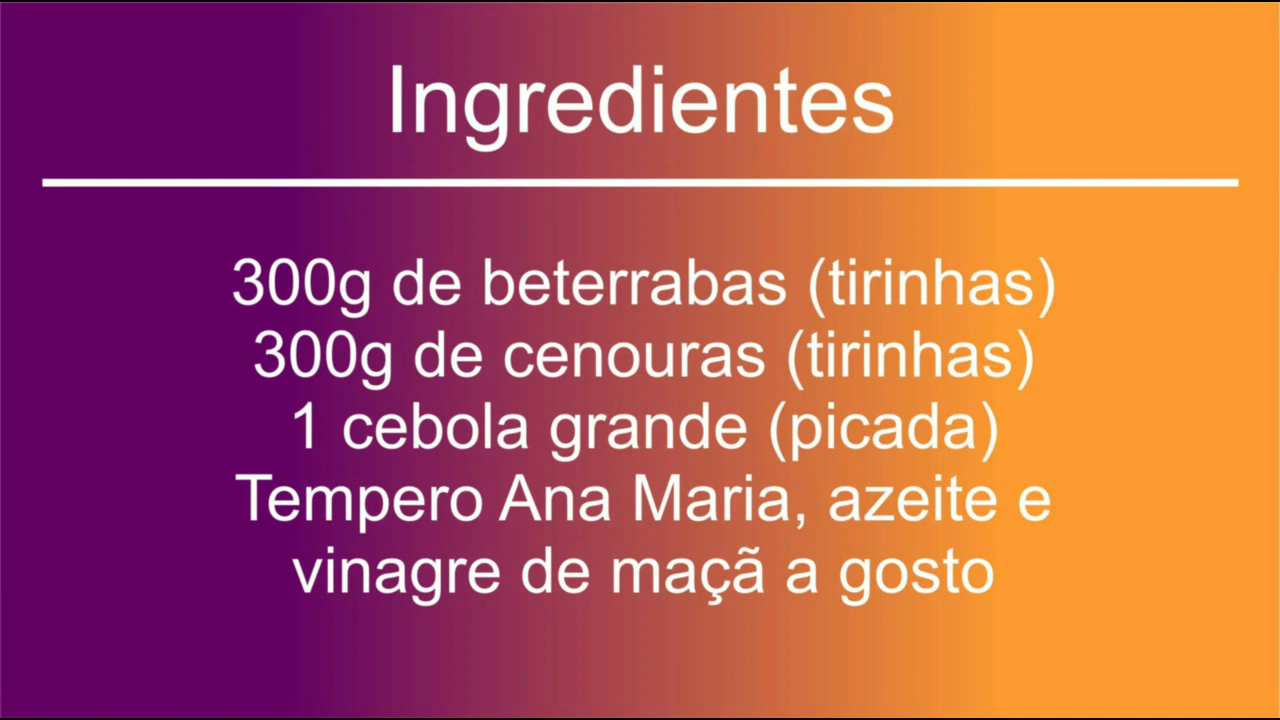 Ingredientes
300g de beterrabas (tirinhas)
300g de cenouras (tirinhas)
1 cebola grande (picada)
Tempero Ana Maria, azeite e
vinagre de maçã a gosto